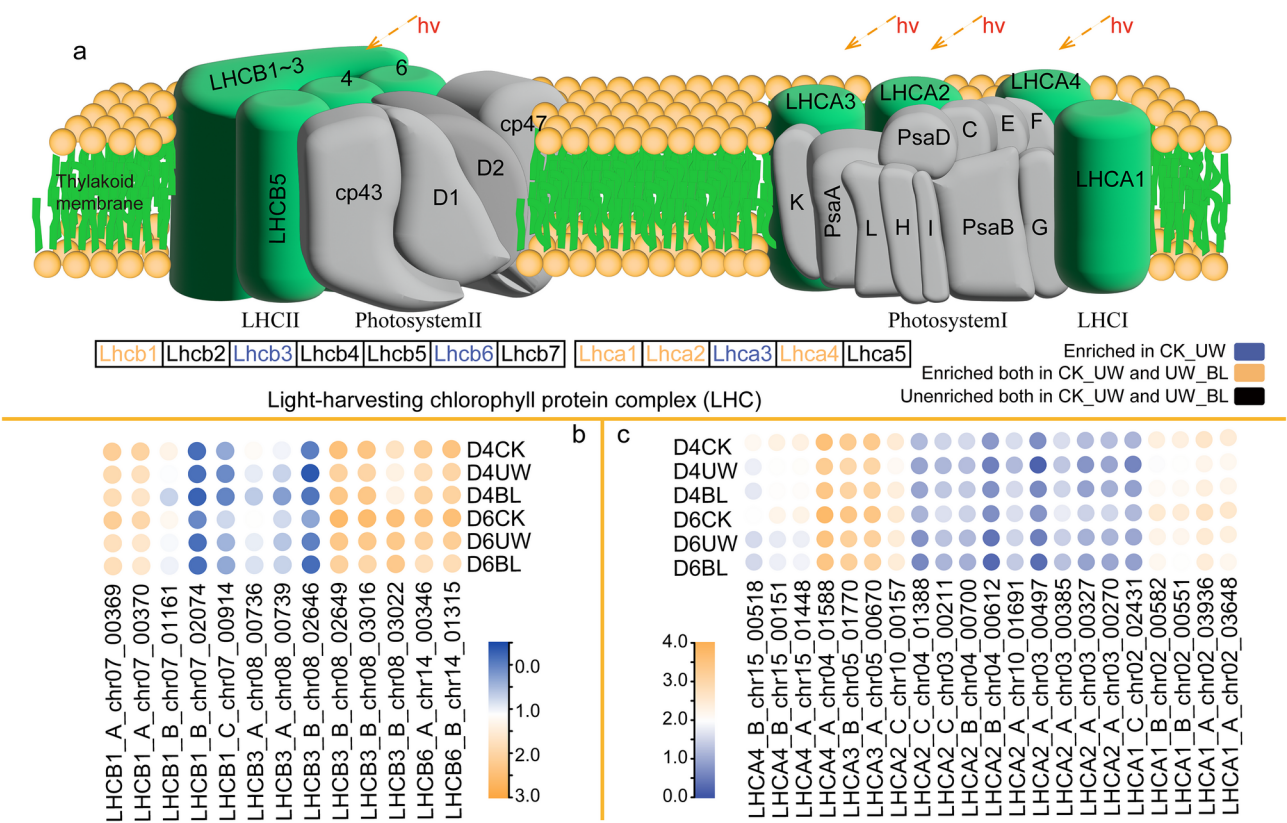 a
hv
hv
hv
hv
LHCB1~3
4
6
LHCB5
cp43
D1
D2
cp47
Thylakoid
membrane
LHCA3
LHCA2
LHCA4
LHCA1
PsaD
C
E
F
K
PsaA
L
H
I
PsaB
G
LHCII
PhotosystemII
PhotosystemI
LHCI
Lhcb1 Lhcb2 Lhcb3 Lhcb4 Lhcb5 Lhcb6 Lhcb7
Lhca1 Lhca2 Lhca3 Lhca4 Lhca5
Enriched in CK_UW
Enriched both in CK_UW and UW_BL
Unenriched both in CK_UW and UW_BL
Light-harvesting chlorophyll protein complex (LHC)
b
D4CK
D4UW
D4BL
D6CK
D6UW
D6BL
LHCB1_A_chr07_00369
LHCB1_A_chr07_00370
LHCB1_B_chr07_01161
LHCB1_B_chr07_02074
LHCB1_C_chr07_00914
LHCB3_A_chr08_00736
LHCB3_A_chr08_00739
LHCB3_B_chr08_02646
LHCB3_B_chr08_02649
LHCB3_B_chr08_03016
LHCB3_B_chr08_03022
LHCB6_A_chr14_00346
LHCB6_B_chr14_01315
0.0
1.0
2.0
3.0
c
D4CK
D4UW
D4BL
D6CK
D6UW
D6BL
4.0
3.0
2.0
1.0
0.0
LHCA4_B_chr15_00518
LHCA4_B_chr15_00151
LHCA4_A_chr15_01448
LHCA4_A_chr04_01588
LHCA3_B_chr05_01770
LHCA3_A_chr05_00670
LHCA2_C_chr10_00157
LHCA2_C_chr04_01388
LHCA2_C_chr03_00211
LHCA2_B_chr04_00700
LHCA2_B_chr04_00612
LHCA2_A_chr10_01691
LHCA2_A_chr03_00497
LHCA2_A_chr03_00385
LHCA2_A_chr03_00327
LHCA2_A_chr03_00270
LHCA1_C_chr02_02431
LHCA1_B_chr02_00582
LHCA1_B_chr02_00551
LHCA1_A_chr02_03936
LHCA1_A_chr02_03648